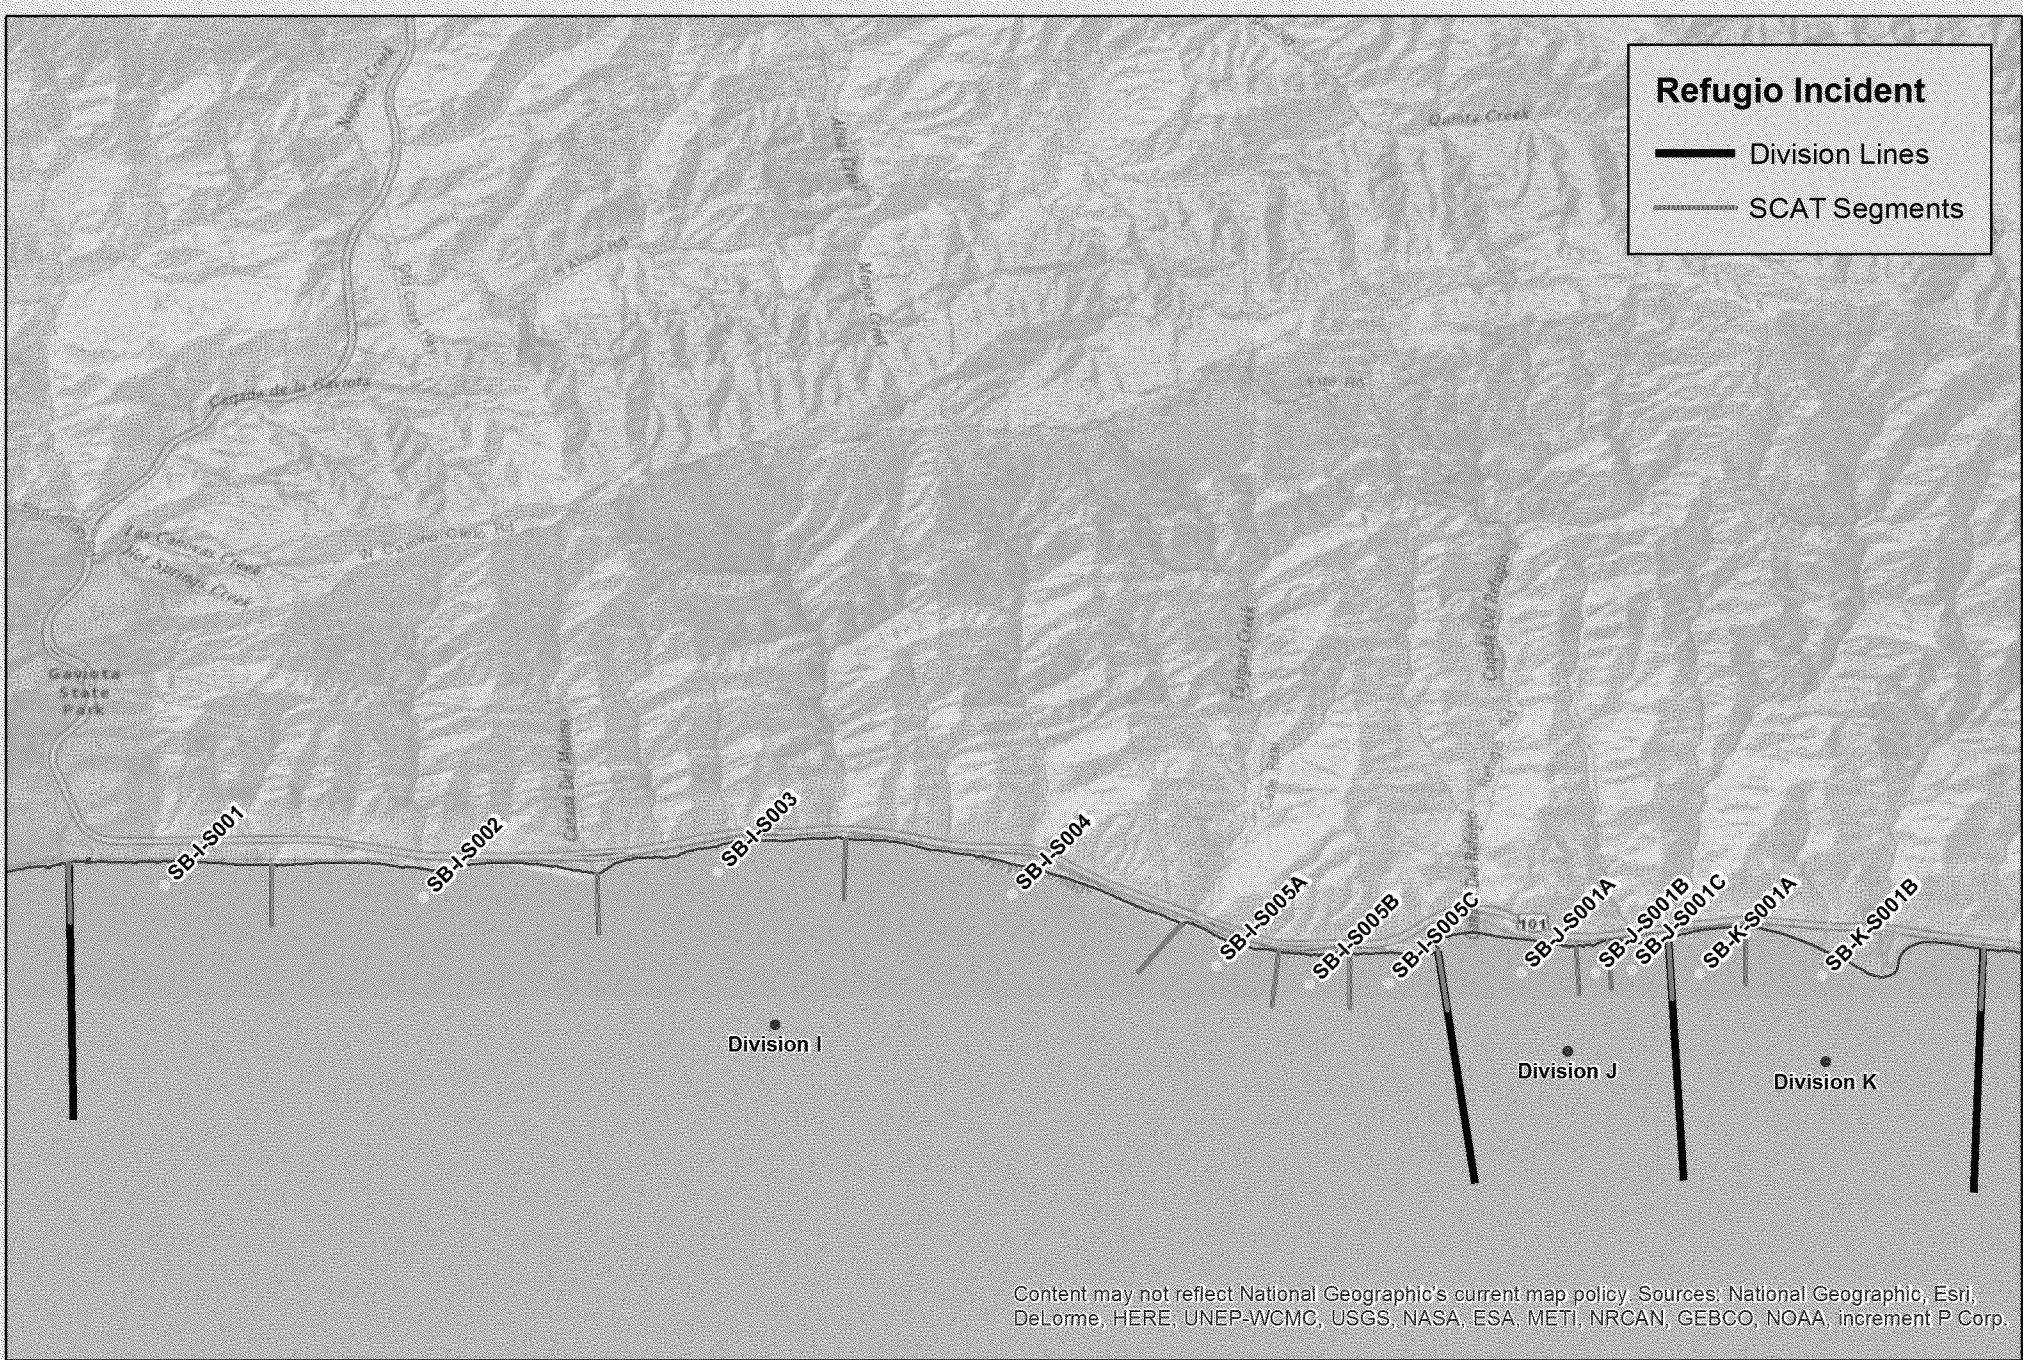 Refugio Incident
Division Lines
SCAT Segments
Nojoqui Creek
Alisal Creek
Quiota Creek
Old Coast Hwy
S Alisal Rd
Canada de la Gaviota
Las Canovas Creek
Hot Springs Creek
W Camino Cielo Rd
Gaviota
State
Park
Tajiguas Creek
Refugio Rd
Canada Del Refugio
SB-I-S001
SB-I-S002
SB-I-S003
SB-I-S004
SB-I-S005A
SB-I-S005B
SB-I-S005C
101
SB-J-S001A
SB-J-S001B
SB-J-S001C
SB-K-S001A
SB-K-S001B
Division I
Division J
Division K
Content may not reflect National Geographic's current map policy. Sources: National Geographic, Esri,
DeLorme, HERE, UNEP-WCMC, USGS, NASA, ESA, METI, NRCAN, GEBCO, NOAA, increment P Corp.